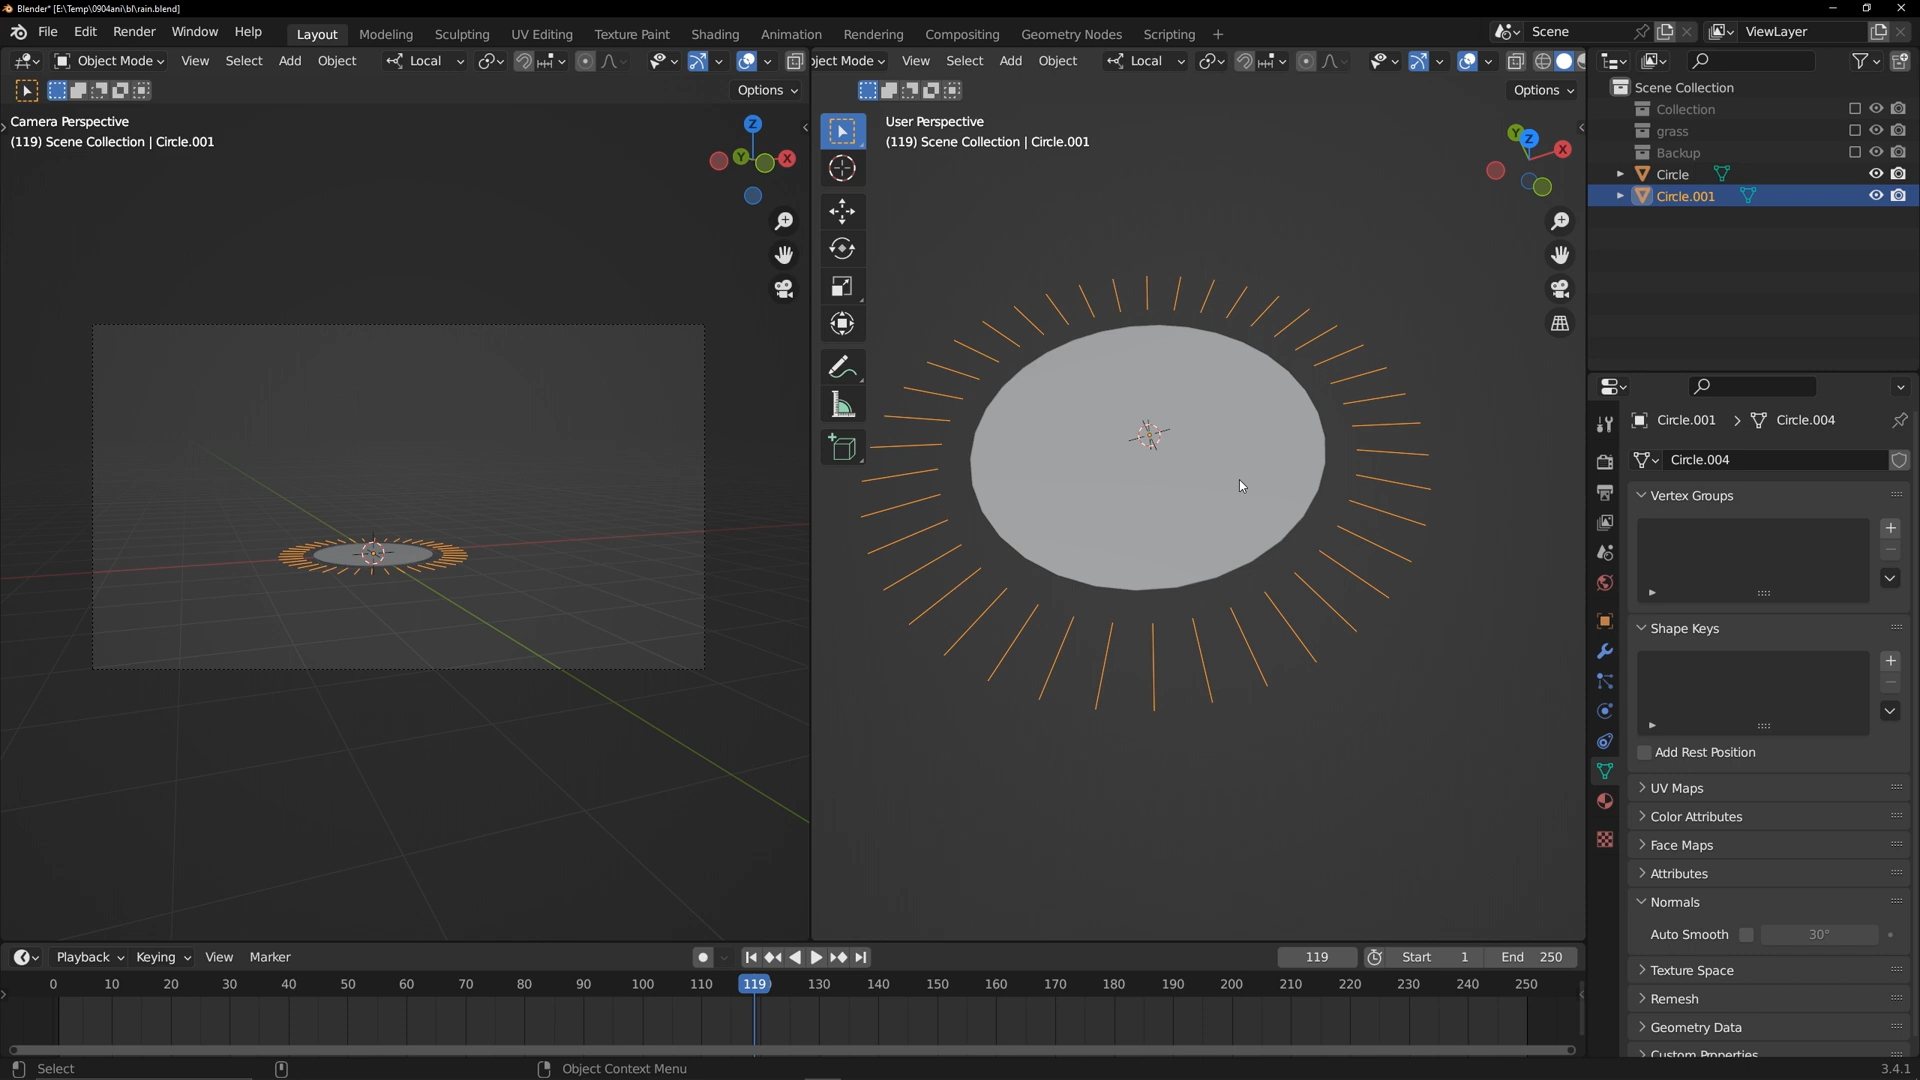 Blender* [E:\Temp\0904ani\bl\rain.blend]
File Edit Render Window Help Layout Modeling Sculpting UV Editing Texture Paint Shading Animation Rendering Compositing Geometry Nodes Scripting + Scene ViewLayer
Object Mode View Select Add Object Local
ject Mode View Select Add Object Local
Options
Options
Camera Perspective
(119) Scene Collection | Circle.001
User Perspective
(119) Scene Collection | Circle.001
Z
Y X
Y Z X
Scene Collection
Collection
grass
Backup
Circle
Circle.001
Circle.001 > Circle.004
Circle.004
Vertex Groups
Shape Keys
Add Rest Position
UV Maps
Color Attributes
Face Maps
Attributes
Normals
Auto Smooth 30°
Texture Space
Remesh
Geometry Data
Custom Properties
Playback Keying View Marker 119 Start 1 End 250
0 10 20 30 40 50 60 70 80 90 100 110 119 130 140 150 160 170 180 190 200 210 220 230 240 250
Select Object Context Menu 3.4.1